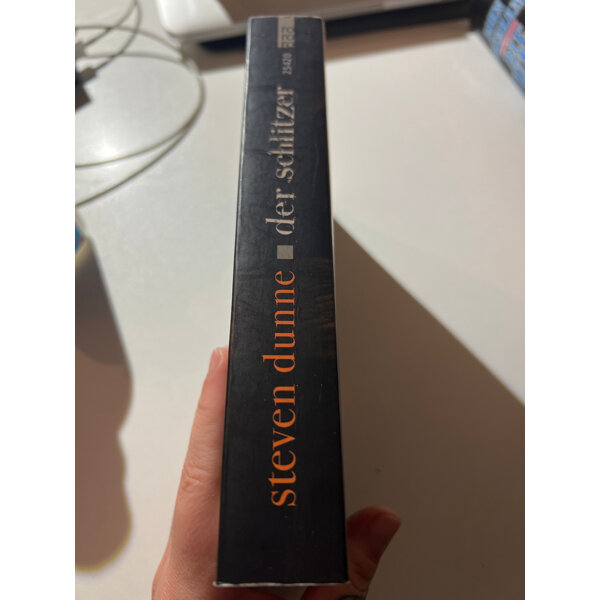 steven dunne ■ der schlitzer
25420